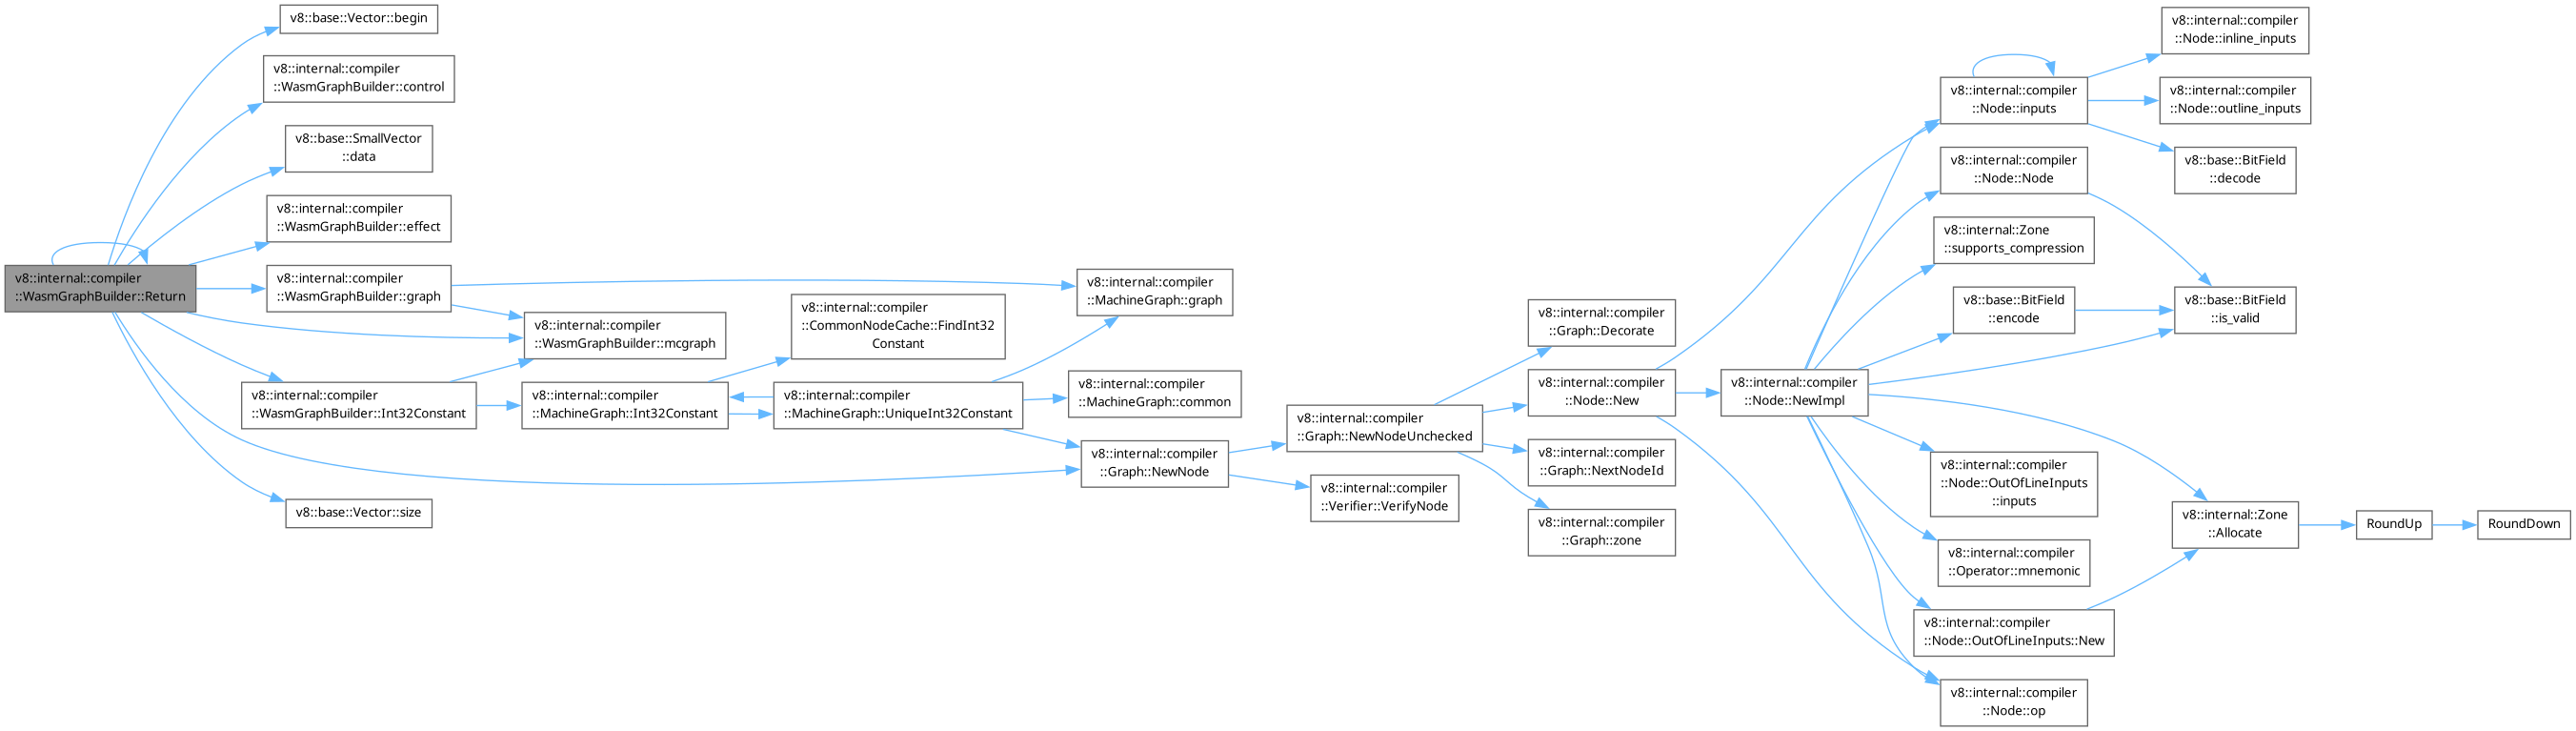 v8::internal::compiler
::WasmGraphBuilder::Return
v8::base::Vector::begin
v8::internal::compiler
::WasmGraphBuilder::control
v8::base::SmallVector
::data
v8::internal::compiler
::WasmGraphBuilder::effect
v8::internal::compiler
::WasmGraphBuilder::graph
v8::internal::compiler
::WasmGraphBuilder::mcgraph
v8::internal::compiler
::WasmGraphBuilder::Int32Constant
v8::base::Vector::size
v8::internal::compiler
::MachineGraph::Int32Constant
v8::internal::compiler
::CommonNodeCache::FindInt32
Constant
v8::internal::compiler
::MachineGraph::UniqueInt32Constant
v8::internal::compiler
::MachineGraph::graph
v8::internal::compiler
::MachineGraph::common
v8::internal::compiler
::Graph::NewNode
v8::internal::compiler
::Graph::NewNodeUnchecked
v8::internal::compiler
::Verifier::VerifyNode
v8::internal::compiler
::Graph::Decorate
v8::internal::compiler
::Node::New
v8::internal::compiler
::Graph::NextNodeId
v8::internal::compiler
::Graph::zone
v8::internal::compiler
::Node::NewImpl
v8::internal::compiler
::Node::inputs
v8::internal::compiler
::Node::Node
v8::internal::Zone
::supports_compression
v8::base::BitField
::encode
v8::internal::compiler
::Node::OutOfLineInputs
::inputs
v8::internal::compiler
::Operator::mnemonic
v8::internal::compiler
::Node::OutOfLineInputs::New
v8::internal::compiler
::Node::op
v8::internal::compiler
::Node::inline_inputs
v8::internal::compiler
::Node::outline_inputs
v8::base::BitField
::decode
v8::base::BitField
::is_valid
v8::internal::Zone
::Allocate
RoundUp
RoundDown